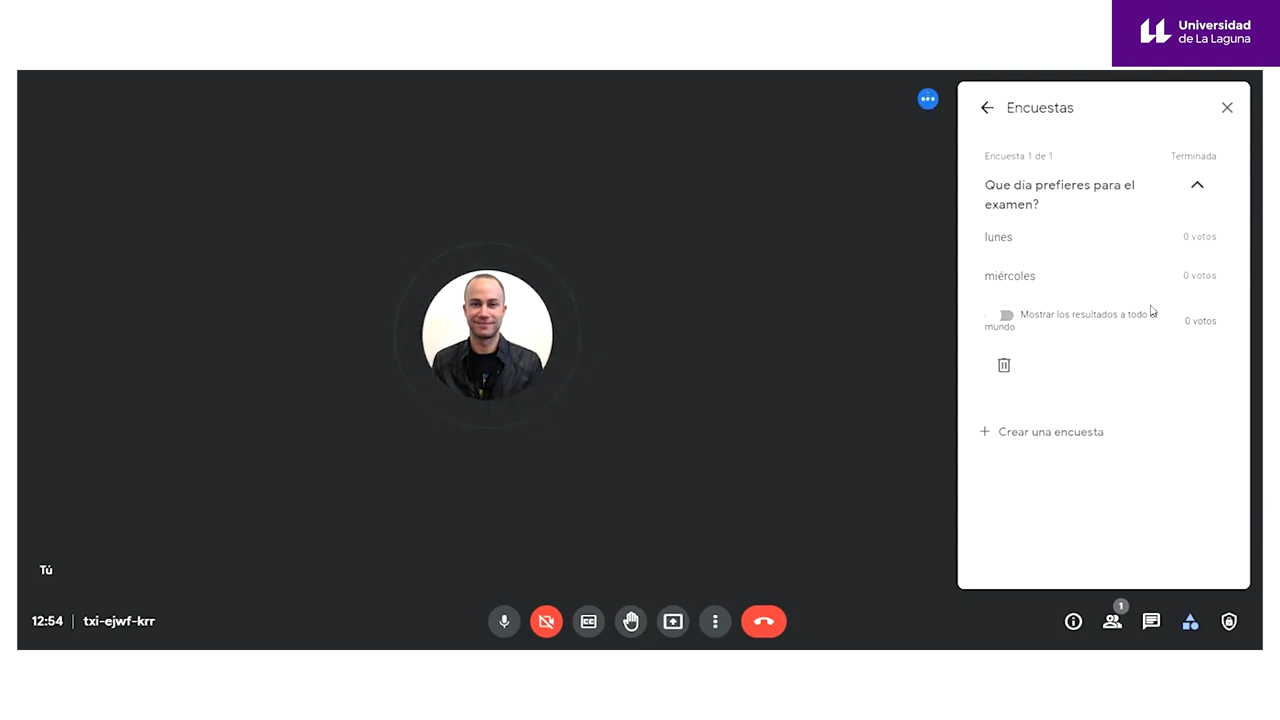 Universidad
de La Laguna
Encuestas
Encuesta 1 de 1
Terminada
Que día prefieres para el
examen?
lunes
0 votos
miércoles
0 votos
Mostrar los resultados a todo
mundo
0 votos
Crear una encuesta
Tú
12:54
txi-ejwf-krr
CC
1